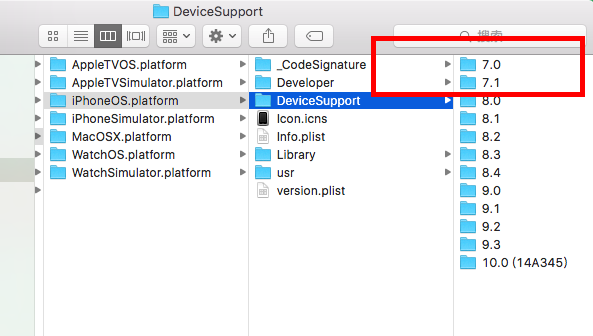 DeviceSupport
搜索
AppleTVOS.platform
AppleTVSimulator.platform
iPhoneOS.platform
iPhoneSimulator.platform
MacOSX.platform
WatchOS.platform
WatchSimulator.platform
_CodeSignature
Developer
DeviceSupport
Icon.icns
Info.plist
Library
usr
version.plist
7.0
7.1
8.0
8.1
8.2
8.3
8.4
9.0
9.1
9.2
9.3
10.0 (14A345)